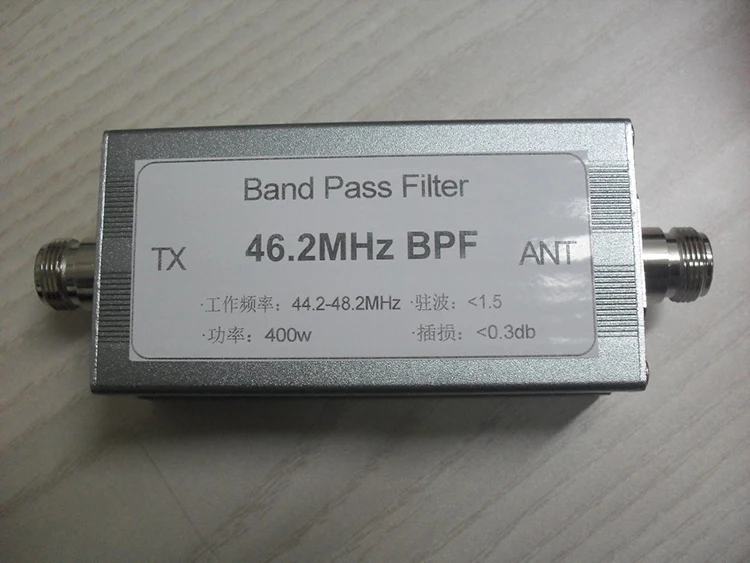 Band Pass Filter
TX 46.2MHz BPF ANT
·工作频率：44.2-48.2MHz ·驻波：<1.5
·功率：400w ·插损：<0.3db